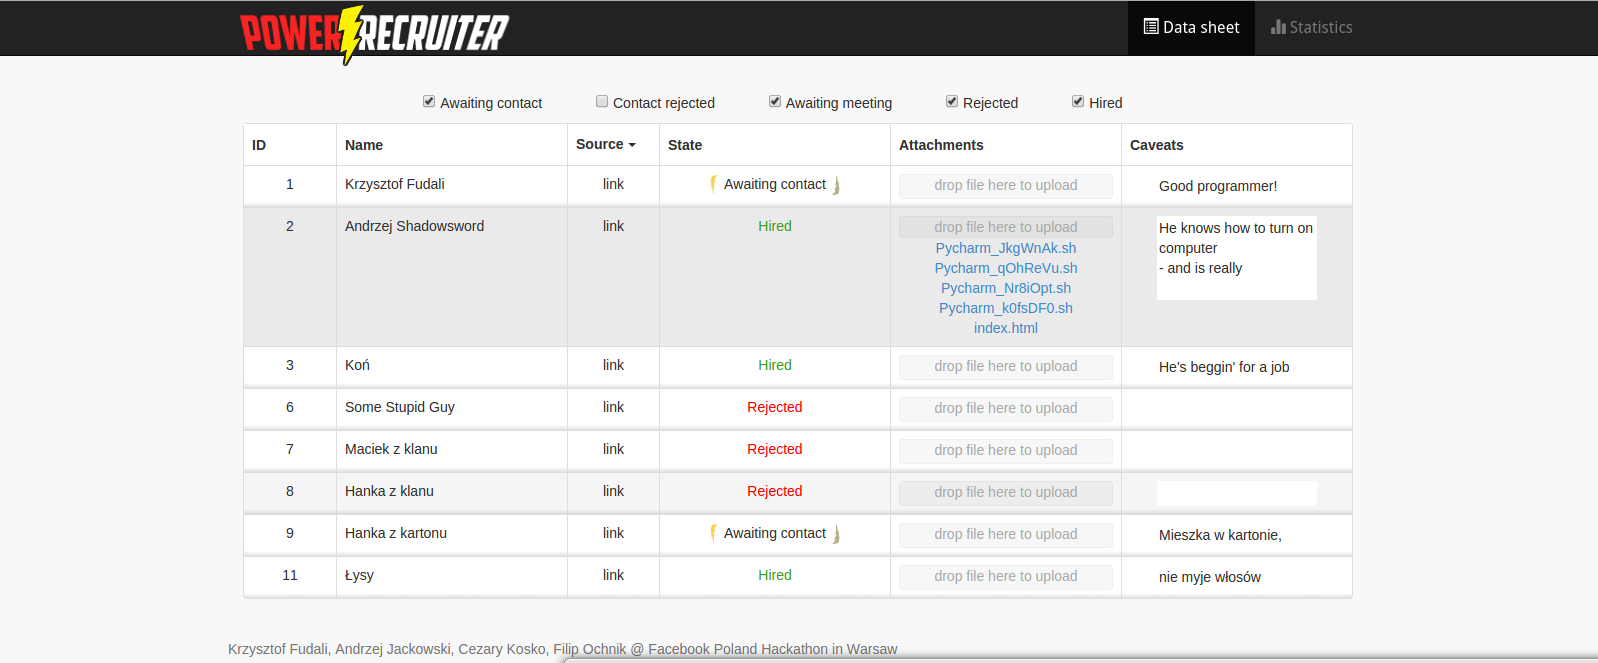 POWER RECRUITER Data sheet Statistics
Awaiting contact Contact rejected Awaiting meeting Rejected Hired
ID Name Source State Attachments Caveats
1 Krzysztof Fudali link Awaiting contact drop file here to upload Good programmer!
2 Andrzej Shadowsword link Hired drop file here to upload He knows how to turn on
Pycharm_JkgWnAk.sh computer
Pycharm_qOhReVu.sh - and is really
Pycharm_Nr8iOpt.sh
Pycharm_k0fsDF0.sh
index.html
3 Koń link Hired drop file here to upload He's beggin' for a job
6 Some Stupid Guy link Rejected drop file here to upload
7 Maciek z klanu link Rejected drop file here to upload
8 Hanka z klanu link Rejected drop file here to upload
9 Hanka z kartonu link Awaiting contact drop file here to upload Mieszka w kartonie,
11 Łysy link Hired drop file here to upload nie myje włosów
Krzysztof Fudali, Andrzej Jackowski, Cezary Kosko, Filip Ochnik @ Facebook Poland Hackathon in Warsaw